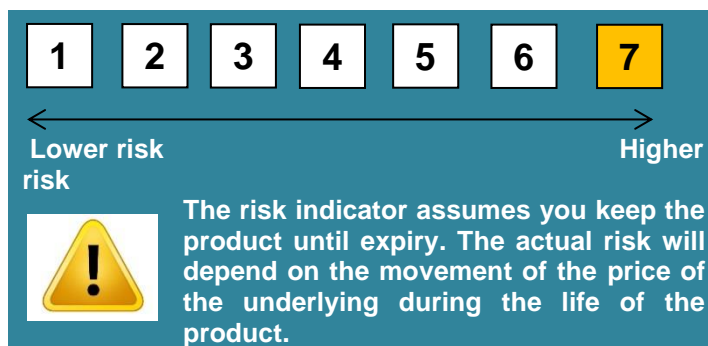 1 2 3 4 5 6 7
Lower risk Higher
risk
!
The risk indicator assumes you keep the
product until expiry. The actual risk will
depend on the movement of the price of
the underlying during the life of the
product.